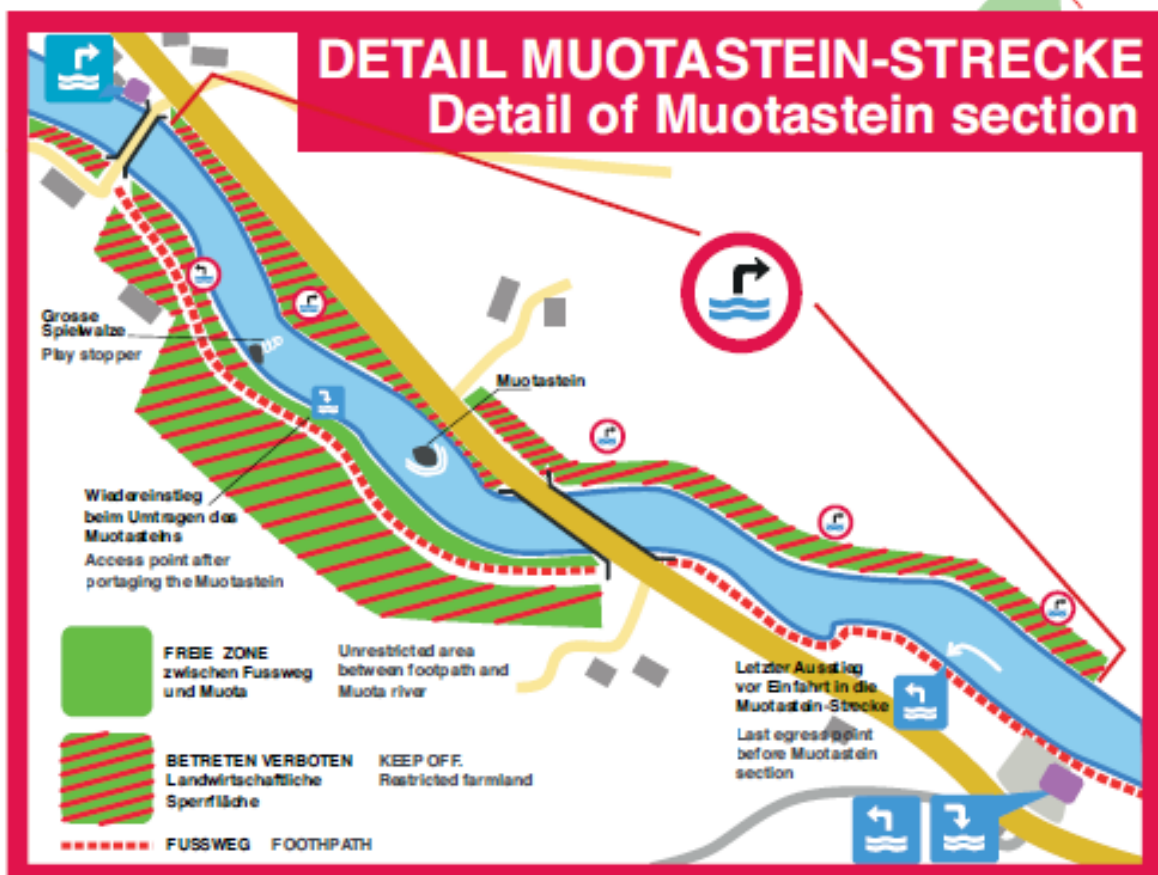 DETAIL MUOTASTEIN-STRECKE
Detail of Muotastein section
Grosse
Spielwalze
Play stopper
Muotastein
Wiedereinstieg
beim Umtragen des
Muotasteins
Access point after
portaging the Muotastein
FREIE ZONE
zwischen Fussweg
und Muota
Unrestricted area
between footpath and
Muota river
Letzter Ausstieg
vor Einfahrt in die
Muotastein-Strecke
Last egress point
before Muotastein
section
BETRETEN VERBOTEN
Landwirtschaftliche
Sperrfläche
KEEP OFF.
Restricted farmland
FUSSWEG FOOTHPATH